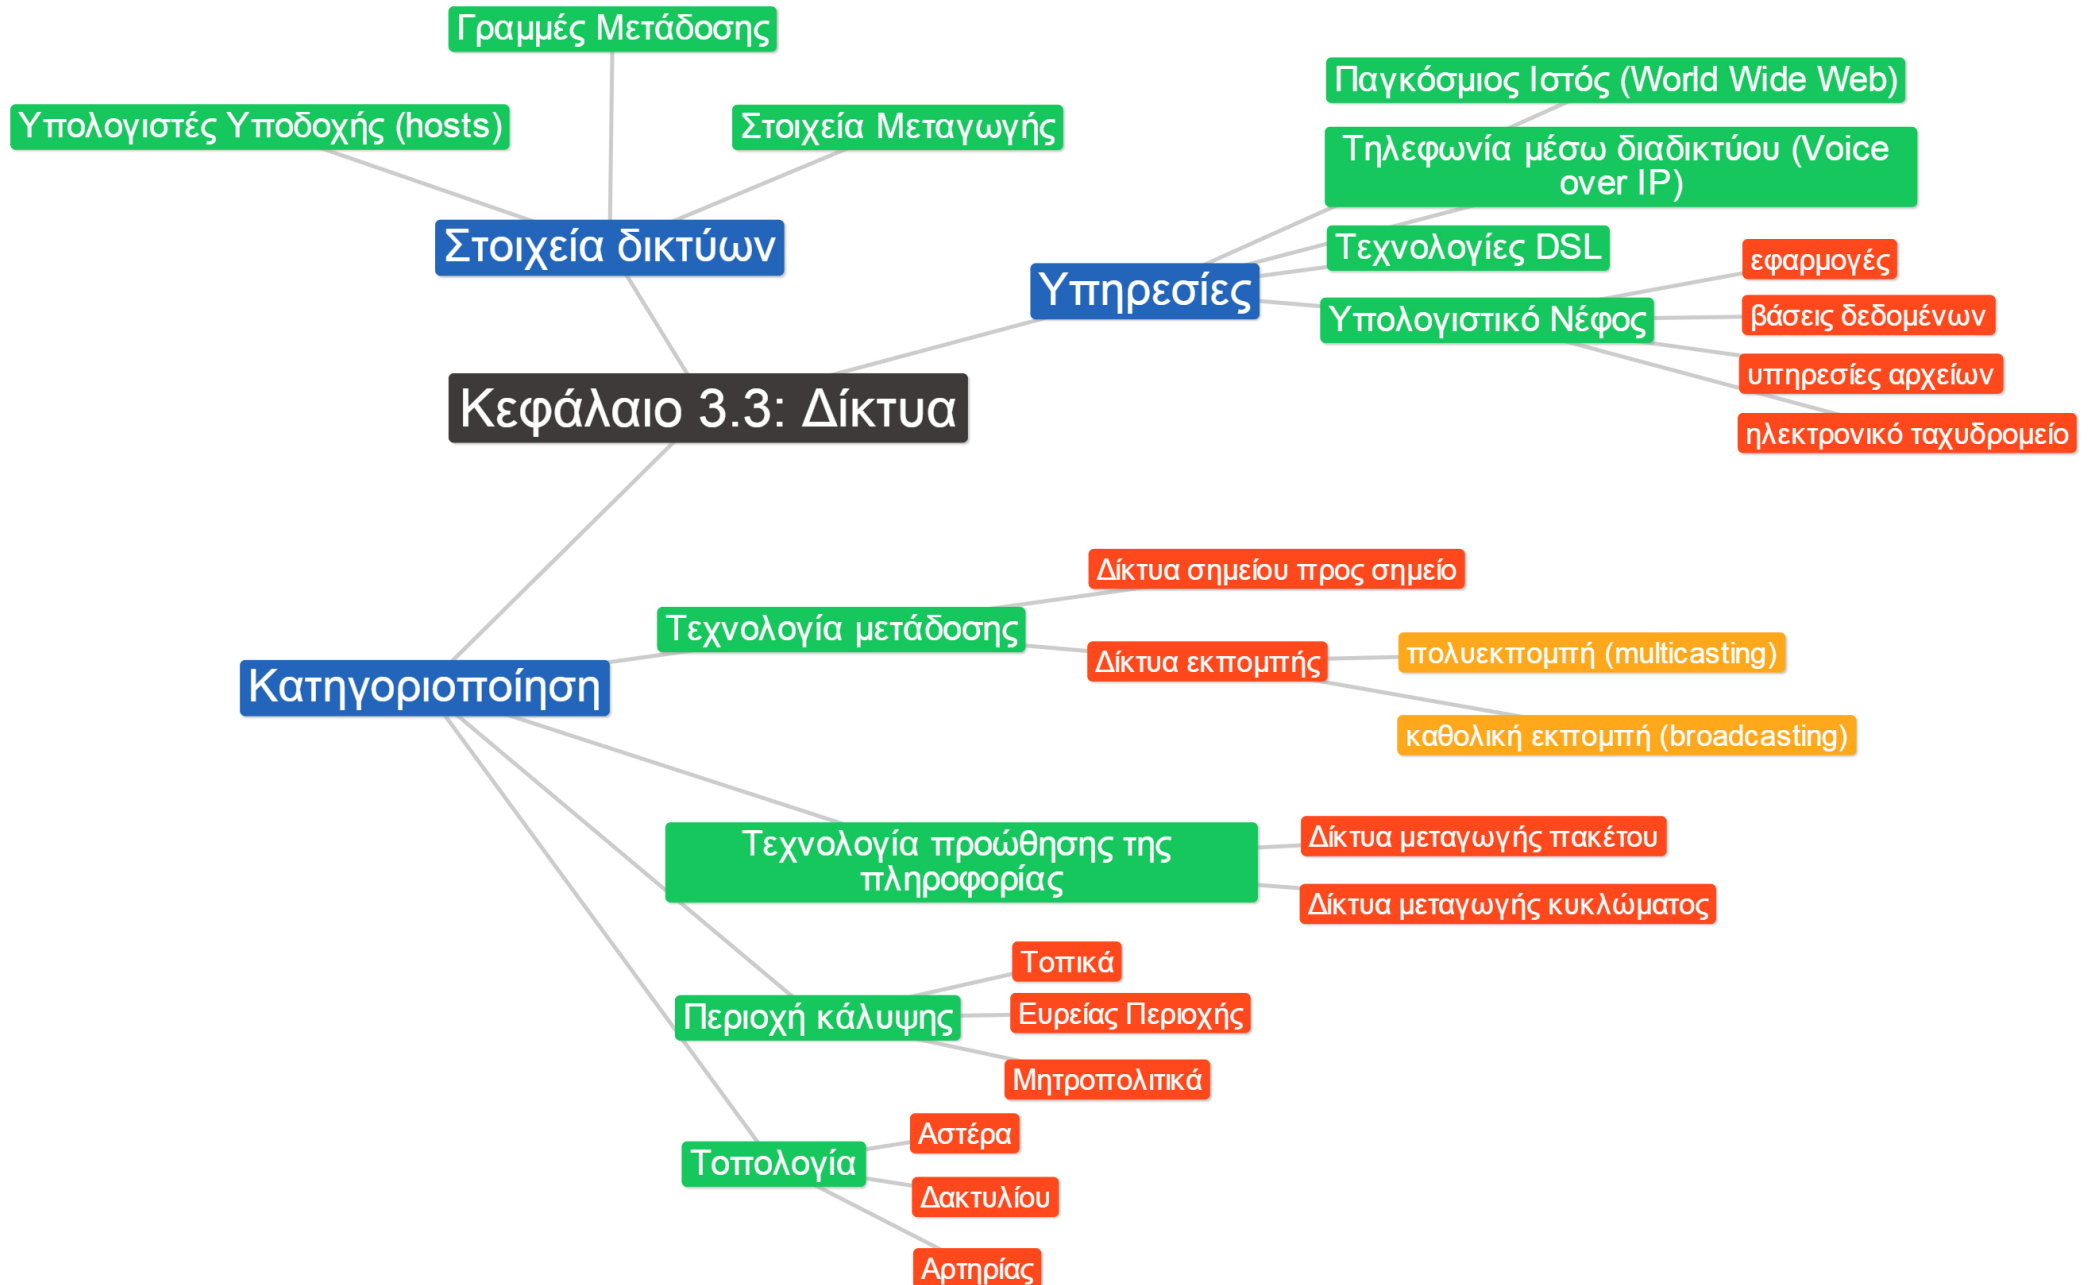 Γραμμές Μετάδοσης
Υπολογιστές Υποδοχής (hosts)
Στοιχεία Μεταγωγής
Στοιχεία δικτύων
Παγκόσμιος Ιστός (World Wide Web)
Τηλεφωνία μέσω διαδικτύου (Voice
over IP)
Τεχνολογίες DSL
Υπηρεσίες
Υπολογιστικό Νέφος
εφαρμογές
βάσεις δεδομένων
υπηρεσίες αρχείων
ηλεκτρονικό ταχυδρομείο
Κεφάλαιο 3.3: Δίκτυα
Κατηγοριοποίηση
Τεχνολογία μετάδοσης
Δίκτυα σημείου προς σημείο
Δίκτυα εκπομπής
πολυεκπομπή (multicasting)
καθολική εκπομπή (broadcasting)
Τεχνολογία προώθησης της
πληροφορίας
Δίκτυα μεταγωγής πακέτου
Δίκτυα μεταγωγής κυκλώματος
Περιοχή κάλυψης
Τοπικά
Ευρείας Περιοχής
Μητροπολιτικά
Τοπολογία
Αστέρα
Δακτυλίου
Αρτηρίας